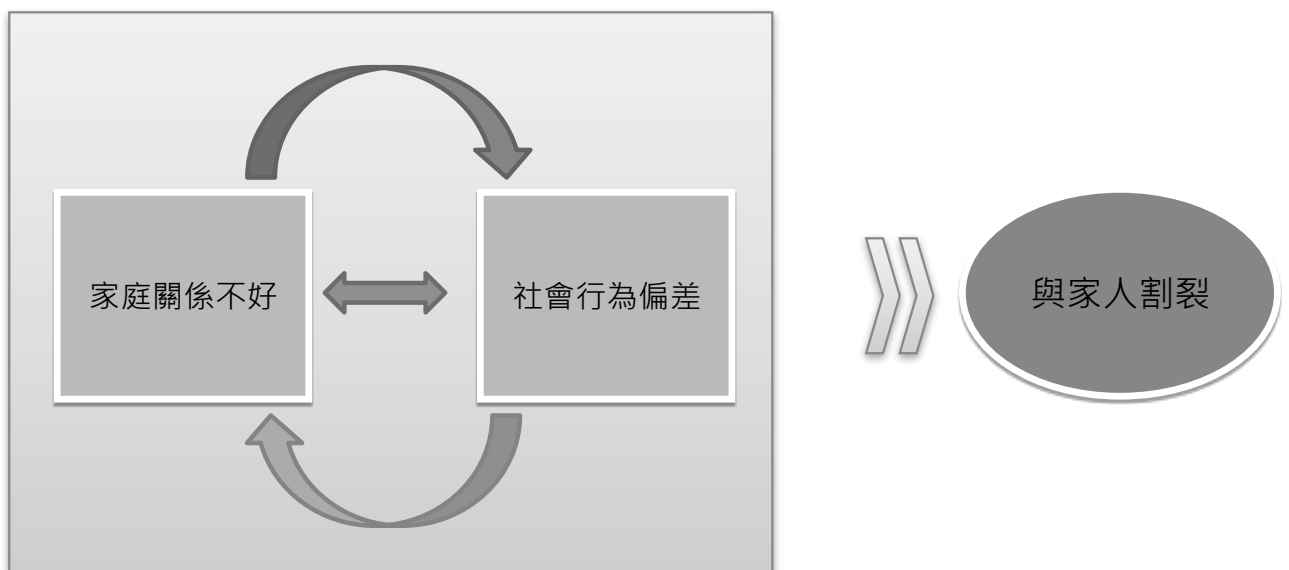 家庭關係不好
社會行為偏差
與家人割裂